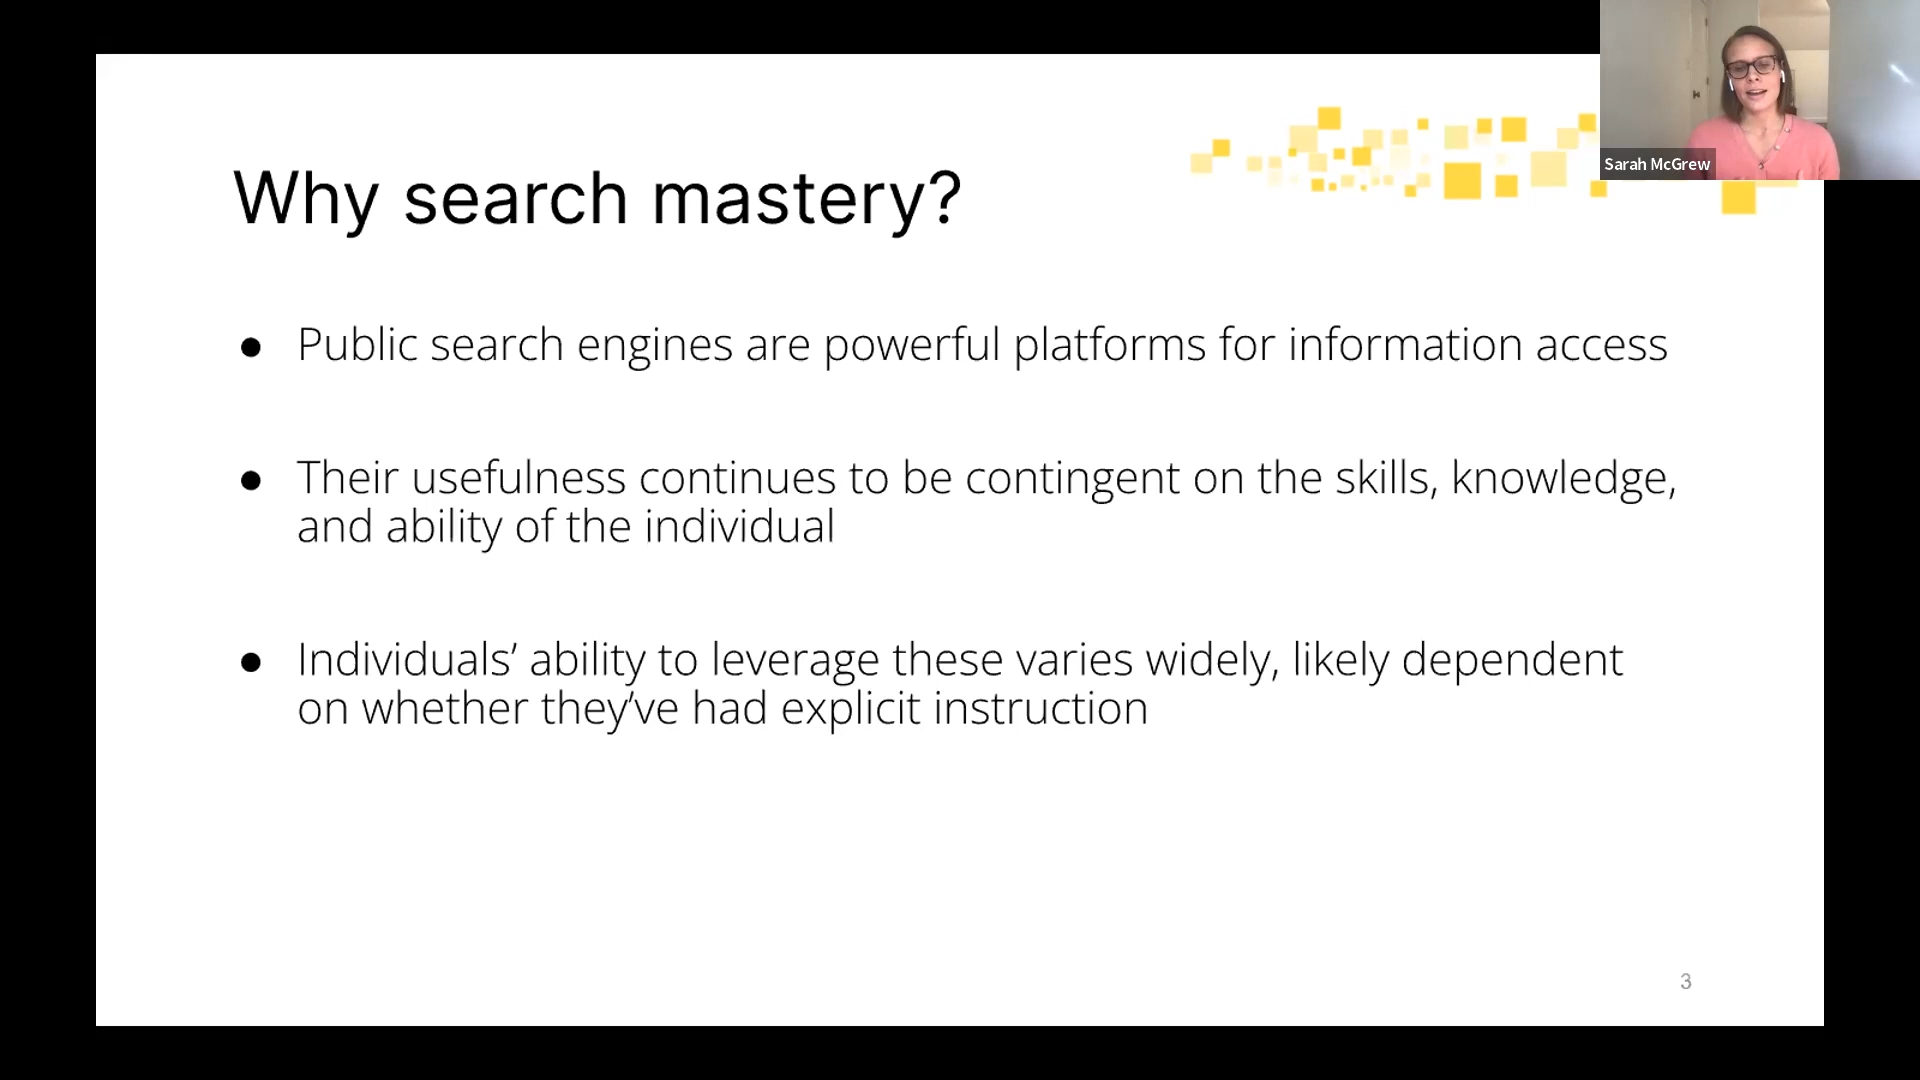 Sarah McGrew
Why search mastery?
● Public search engines are powerful platforms for information access
● Their usefulness continues to be contingent on the skills, knowledge,
and ability of the individual
● Individuals’ ability to leverage these varies widely, likely dependent
on whether they’ve had explicit instruction
3